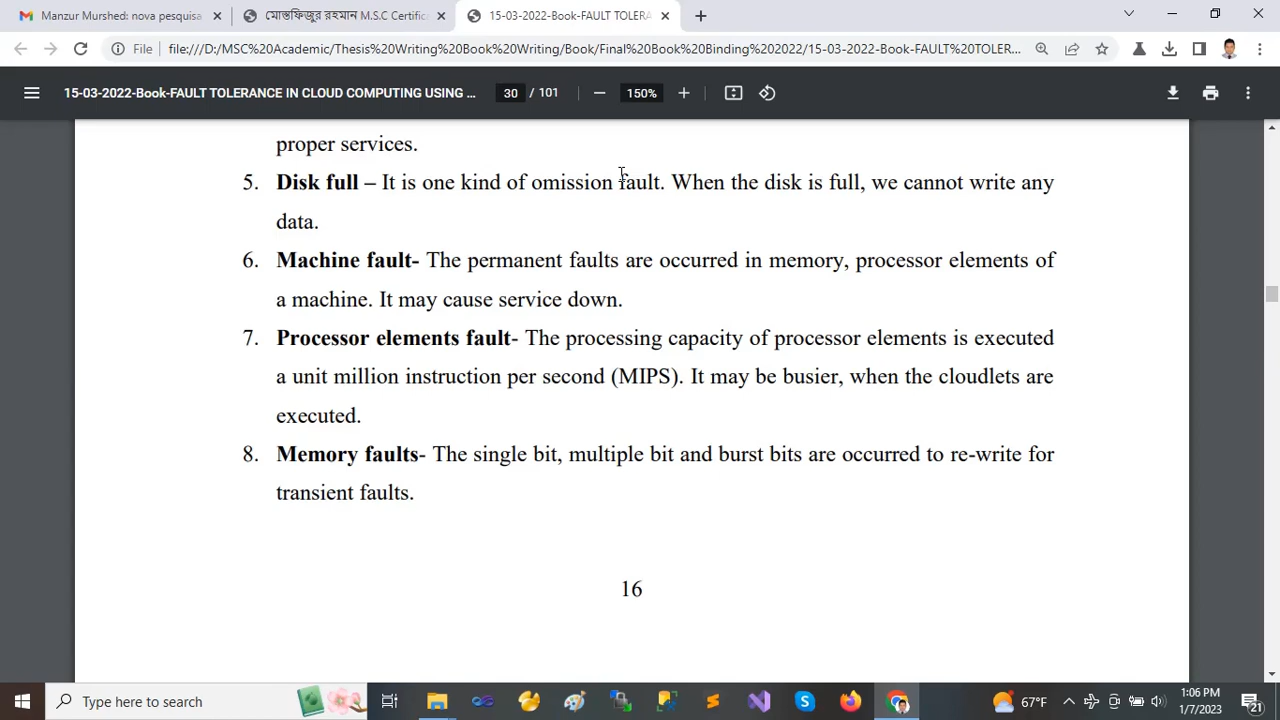 Manzur Murshed: nova pesquisa
মোস্তফিজুর রহমান M.S.C Certific
15-03-2022-Book-FAULT TOLERA
File
file:///D:/MSC%20Academic/Thesis%20Writing%20Book%20Writing/Book/Final%20Book%20Binding%202022/15-03-2022-Book-FAULT%20TOLER...
15-03-2022-Book-FAULT TOLERANCE IN CLOUD COMPUTING USING ...
30 / 101
150%
proper services.
5. Disk full – It is one kind of omission fault. When the disk is full, we cannot write any
data.
6. Machine fault- The permanent faults are occurred in memory, processor elements of
a machine. It may cause service down.
7. Processor elements fault- The processing capacity of processor elements is executed
a unit million instruction per second (MIPS). It may be busier, when the cloudlets are
executed.
8. Memory faults- The single bit, multiple bit and burst bits are occurred to re-write for
transient faults.
16
Type here to search
67°F
1:06 PM
1/7/2023
21